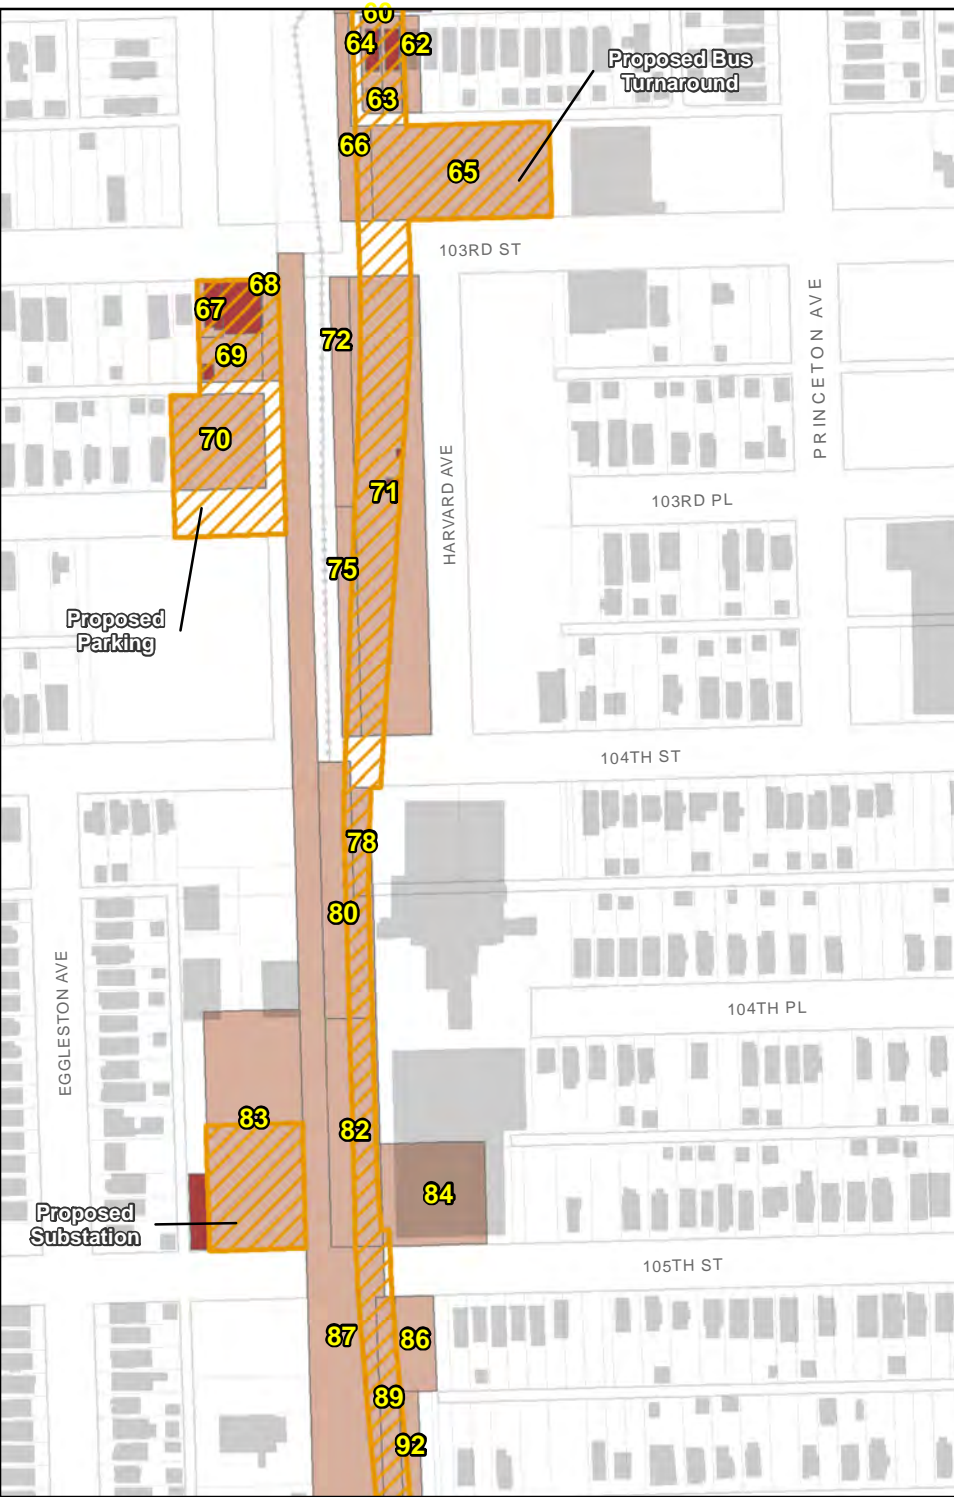 60
64
62
Proposed Bus
Turnaround
63
66
65
103RD ST
68
67
PRINCETON AVE
72
69
70
HARVARD AVE
71
103RD PL
75
Proposed
Parking
104TH ST
78
80
EGGLESTON AVE
104TH PL
83
82
84
Proposed
Substation
105TH ST
87
86
89
92